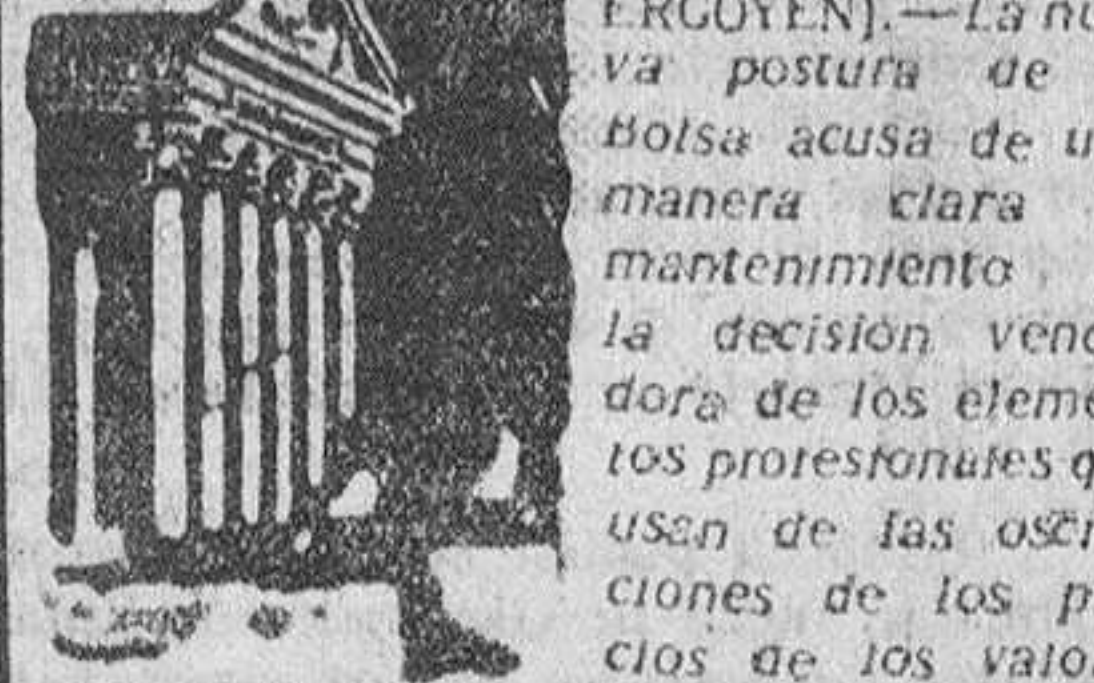 ERGOYEN].—La nu
va postura de
Bolsa acusa de u
manera clara
mantenimiento
la decisión vend
dora de los eleme
tos profesionales q
usan de las osci
ciones de los p
cios de los valo